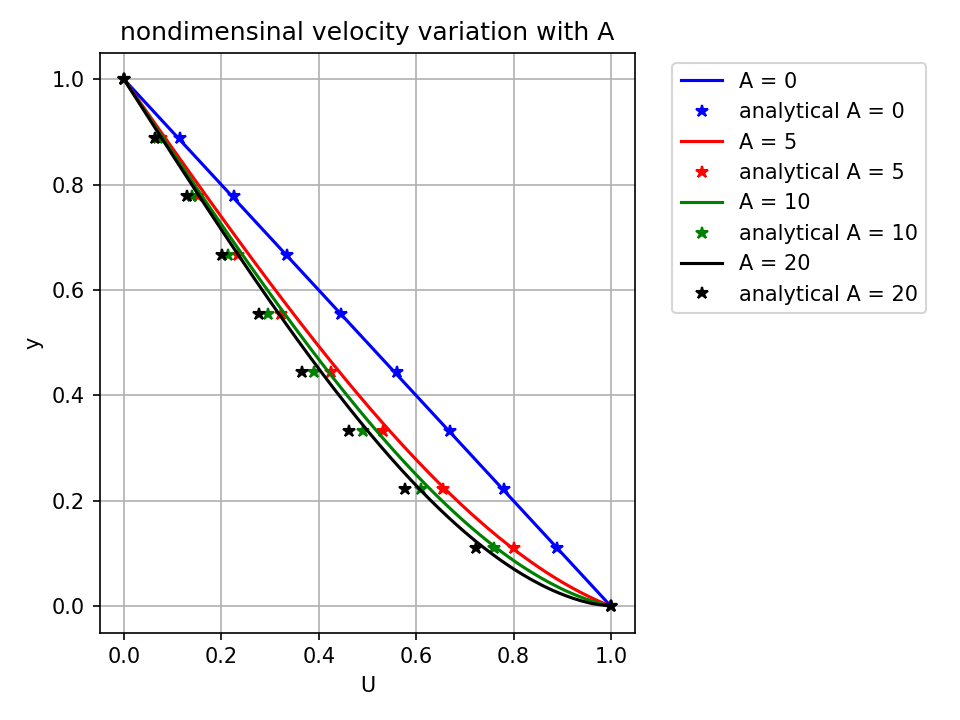 nondimensinal velocity variation with A
y
1.0
0.8
0.6
0.4
0.2
0.0
0.0 0.2 0.4 0.6 0.8 1.0
U
A = 0
analytical A = 0
A = 5
analytical A = 5
A = 10
analytical A = 10
A = 20
analytical A = 20